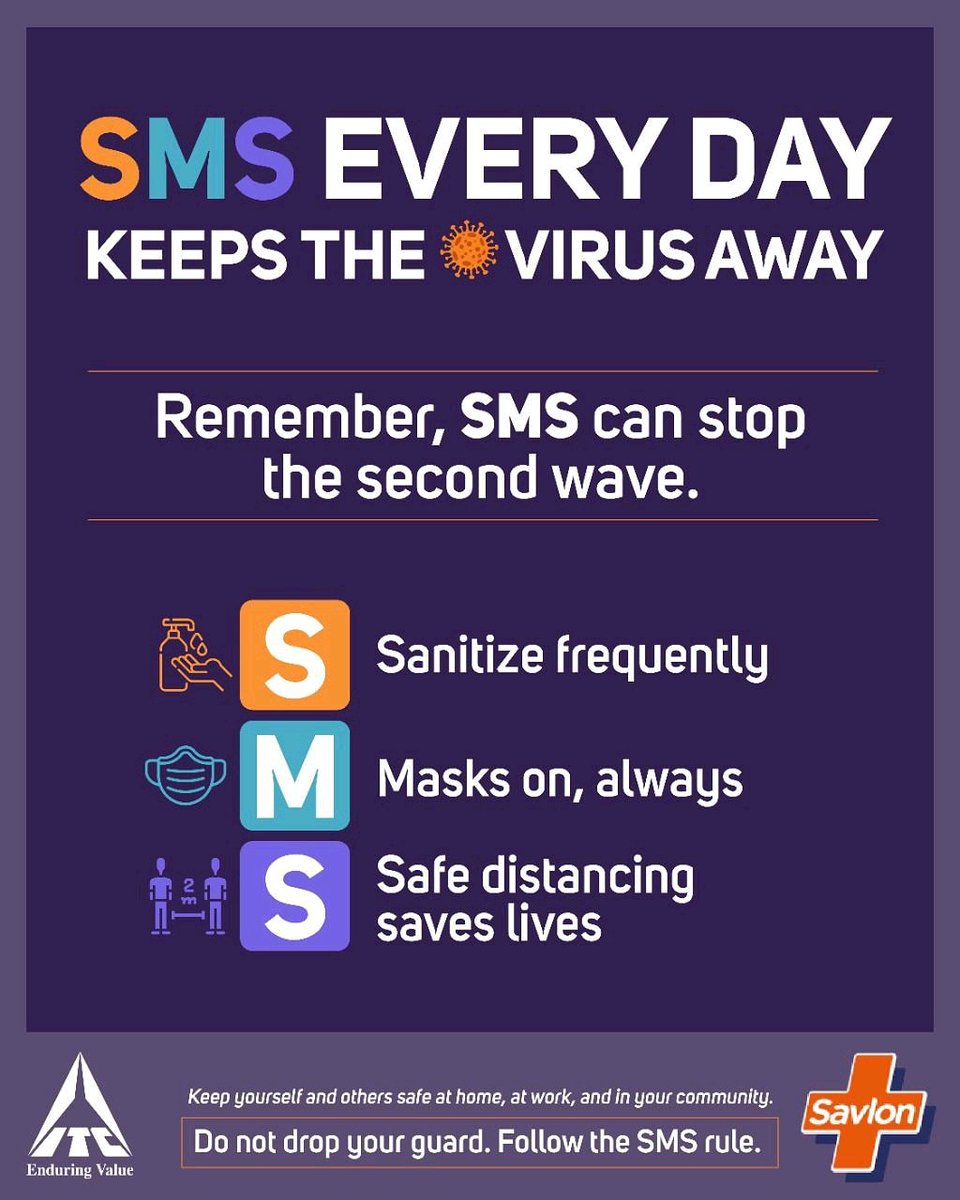 SMS EVERY DAY
KEEPS THE VIRUS AWAY
Remember, SMS can stop
the second wave.
S Sanitize frequently
M Masks on, always
2
m
S Safe distancing
saves lives
ITC
Enduring Value
Keep yourself and others safe at home, at work, and in your community.
Do not drop your guard. Follow the SMS rule.
Savlon